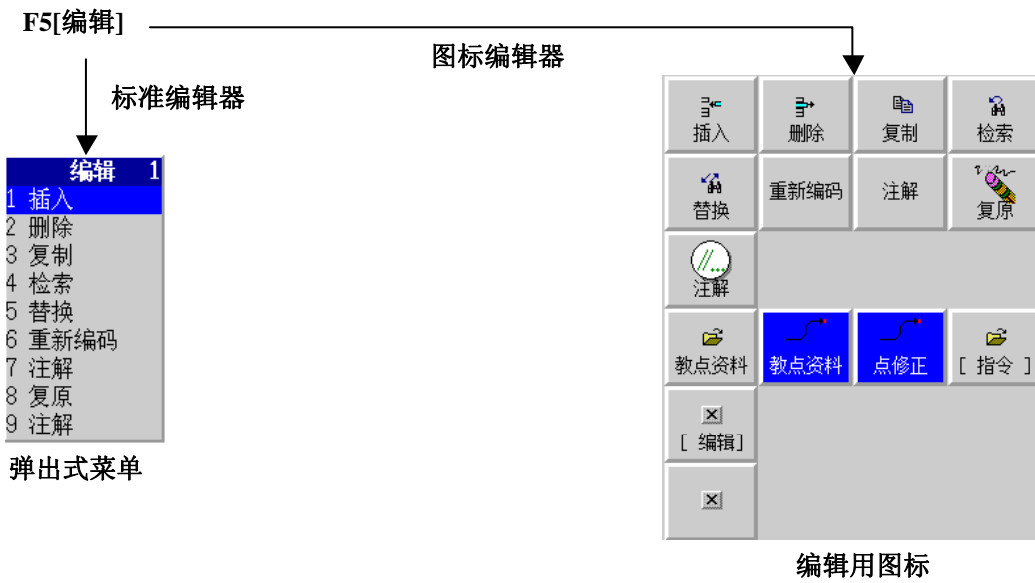 F5[编辑]
图标编辑器
标准编辑器
编辑 1
1 插入
2 删除
3 复制
4 检索
5 替换
6 重新编码
7 注解
8 复原
9 注解
弹出式菜单
插入 删除 复制 检索
替换 重新编码 注解 复原
//...
注解
教点资料 教点资料 点修正 [ 指令 ]
[ 编辑]
编辑用图标